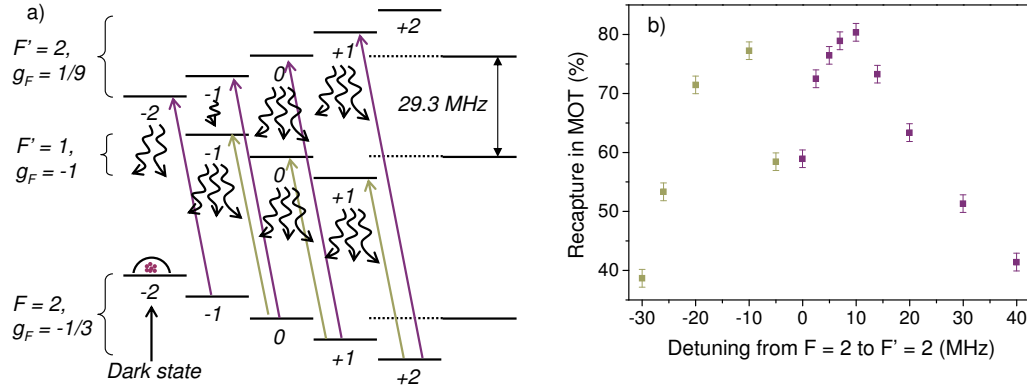 a)
F' = 2,
g_F = 1/9
F' = 1,
g_F = -1
F = 2,
g_F = -1/3
-2
-1
0
+1
+2
-1
0
+1
29.3 MHz
-2
-1
0
+1
+2
Dark state
b)
Recapture in MOT (%)
80
70
60
50
40
-30 -20 -10 0 10 20 30 40
Detuning from F = 2 to F' = 2 (MHz)